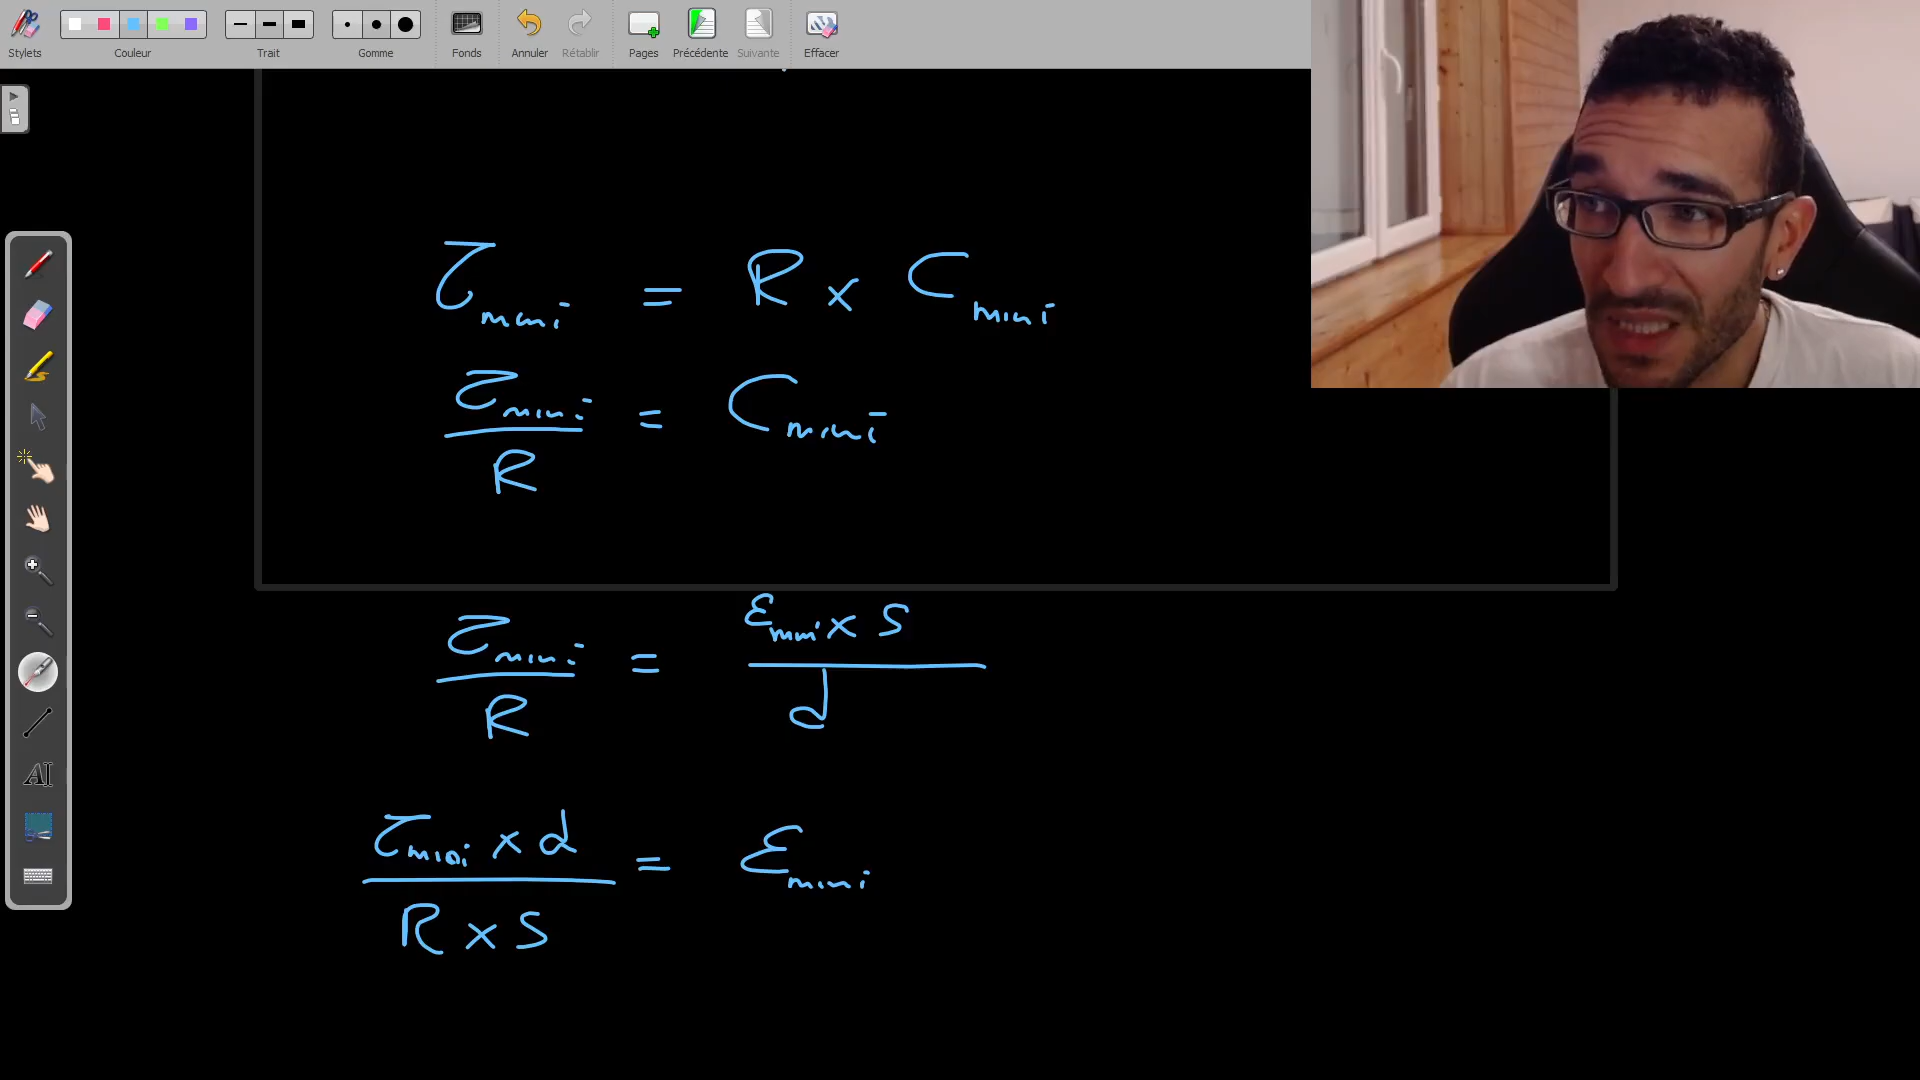 Stylets Couleur Trait Gomme Fonds Annuler Rétablir Pages Précédente Suivante Effacer
τmini = R x Cmini
τmini / R = Cmini
τmini / R = εmini x S / d
τmini x d / R x S = εmini
AI